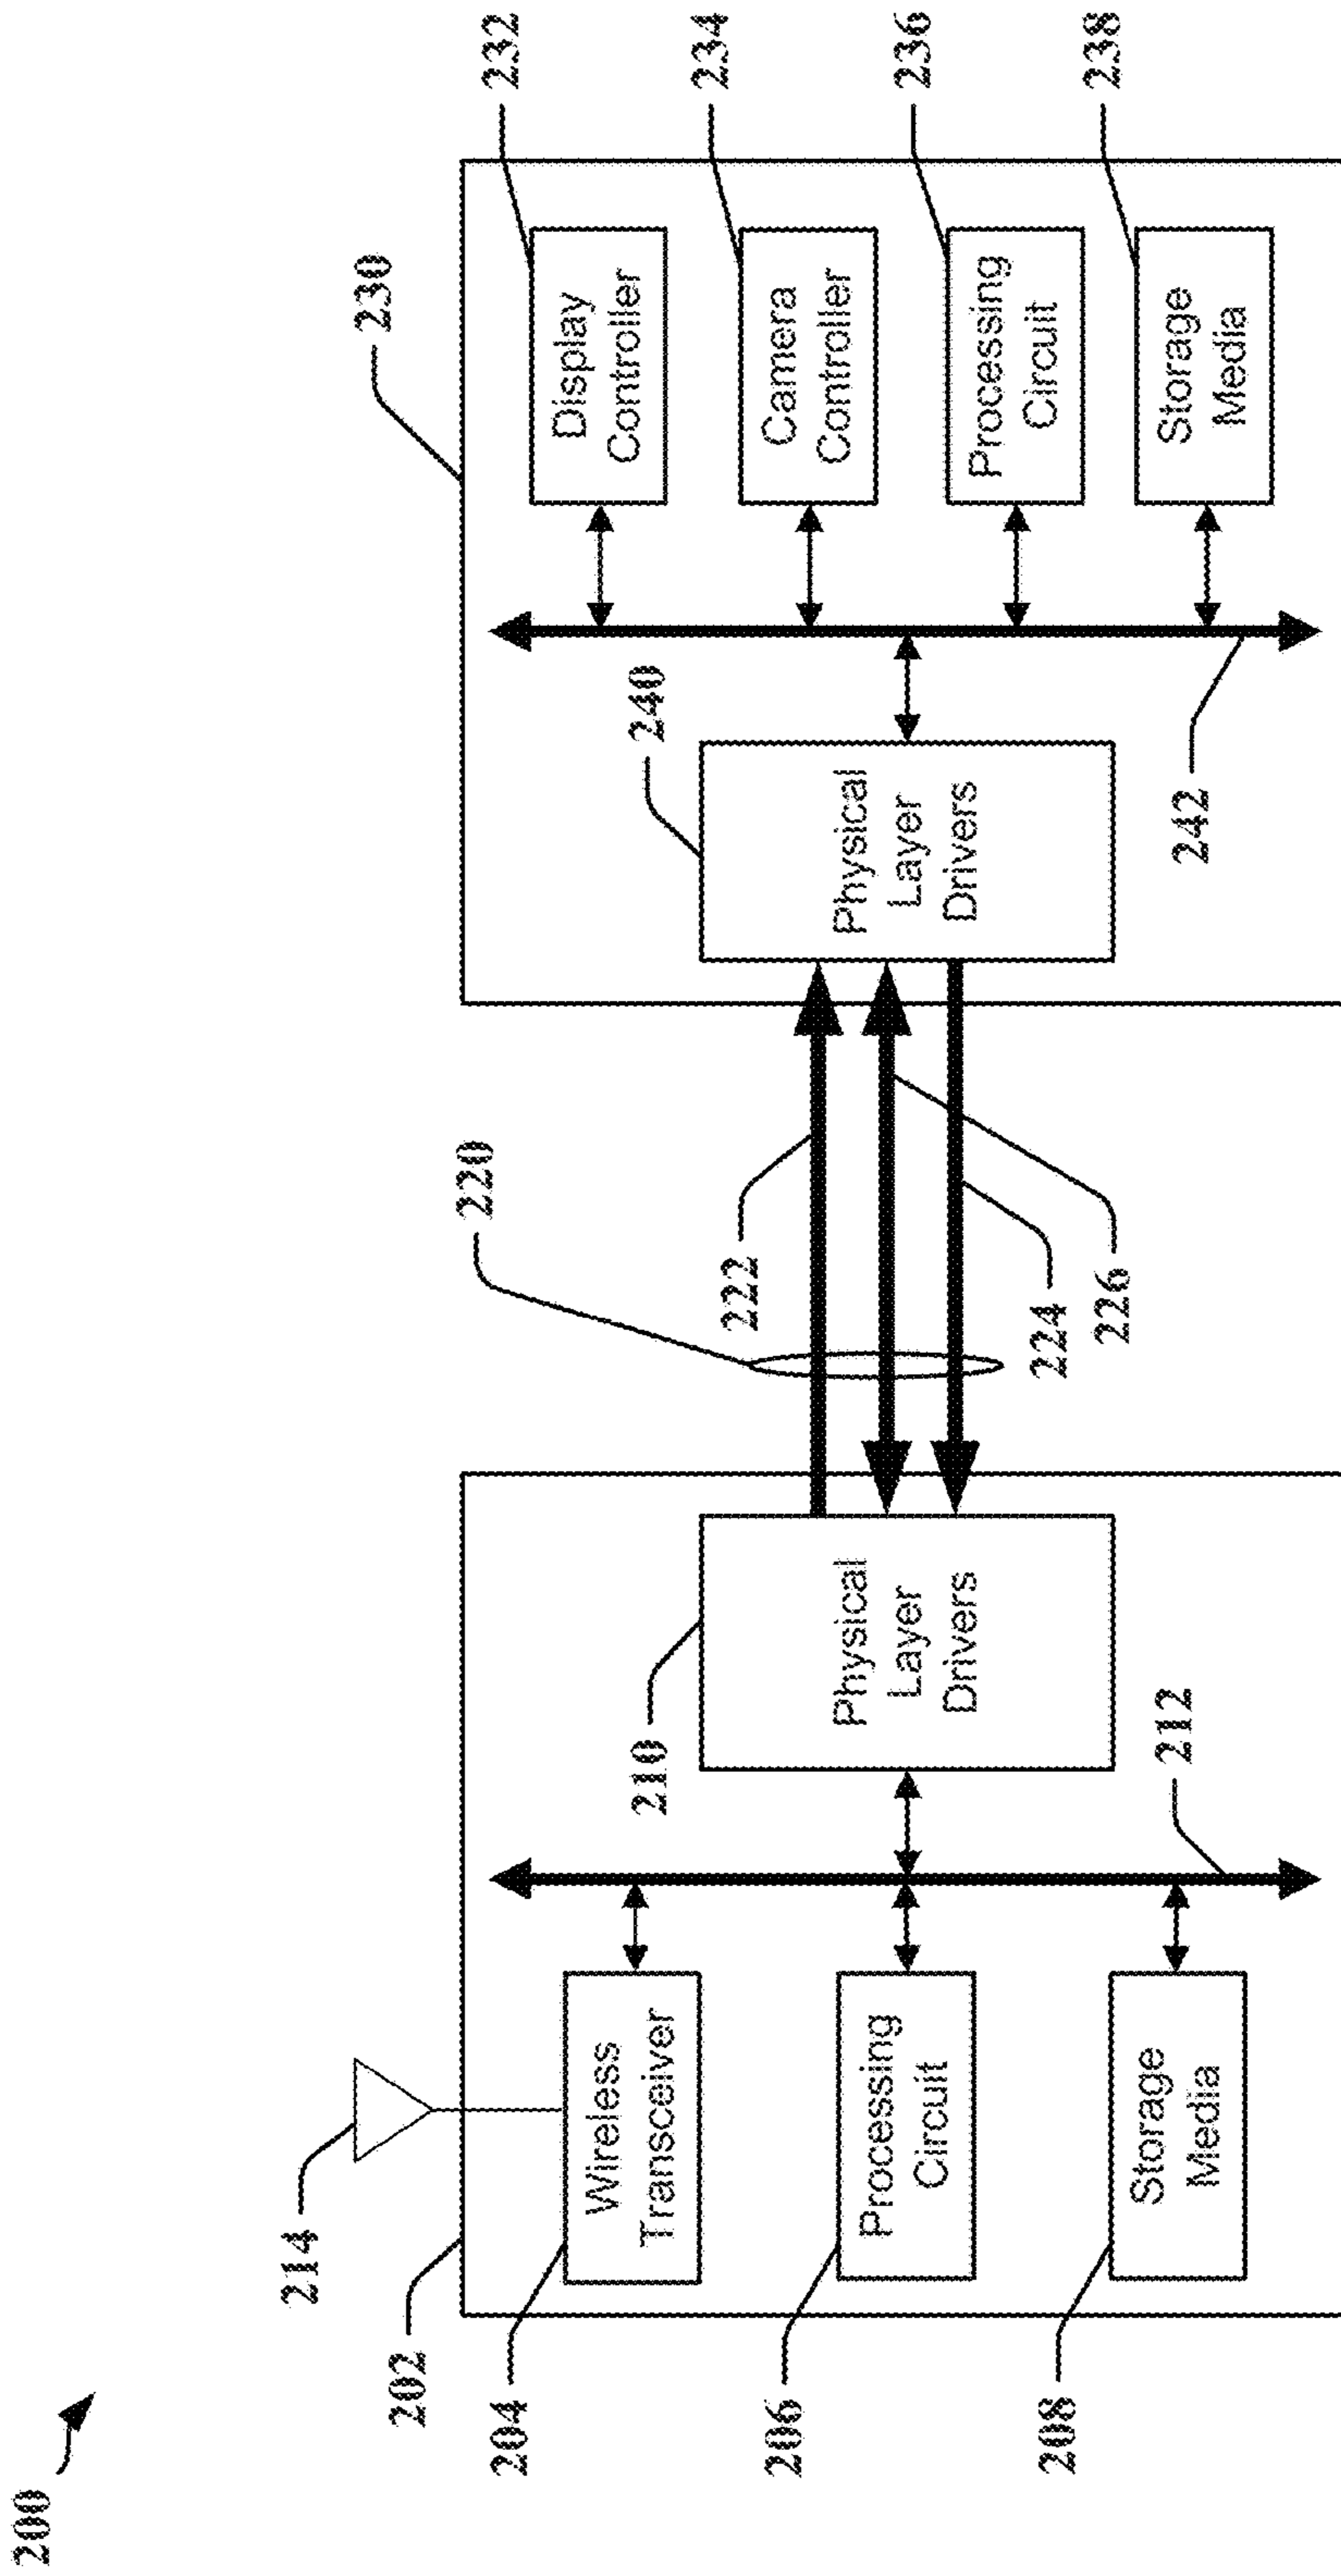 200
214
202
204
Wireless
Transceiver
206
Processing
Circuit
208
Storage
Media
210
Physical
Layer
Drivers
212
220
222
224
226
230
240
Physical
Layer
Drivers
242
232
Display
Controller
234
Camera
Controller
236
Processing
Circuit
238
Storage
Media